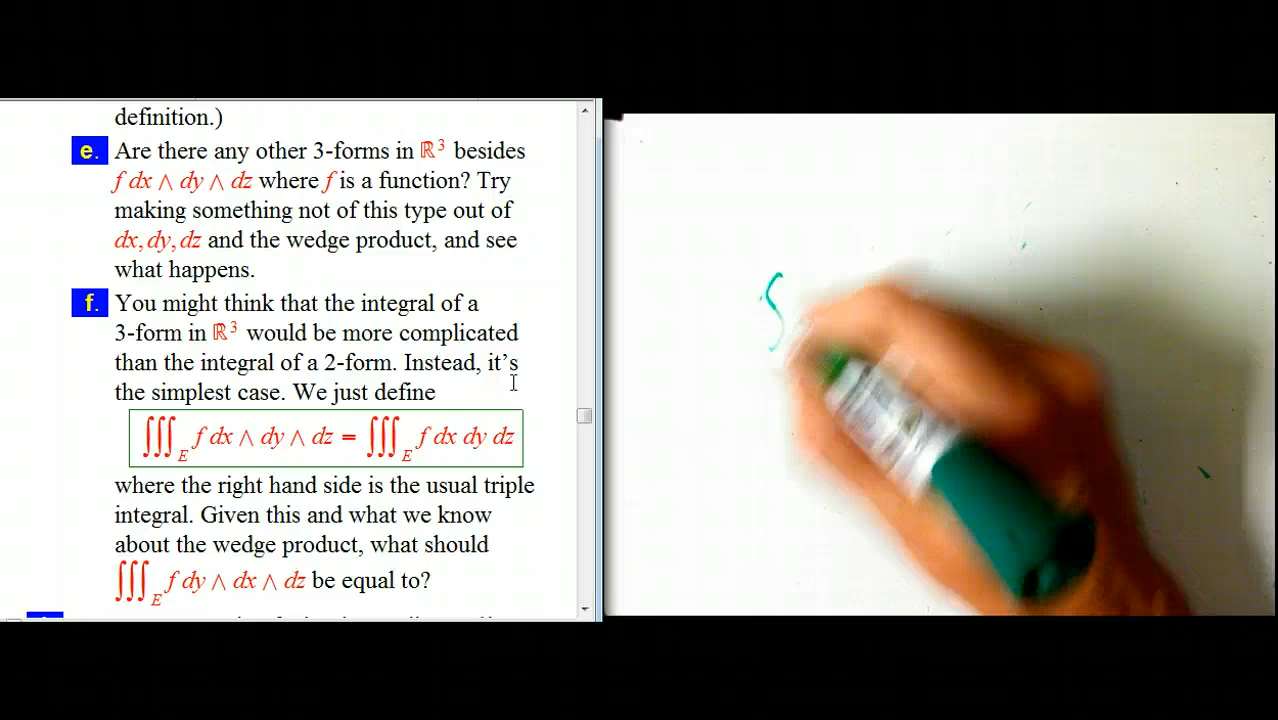 definition.)
e. Are there any other 3-forms in ℝ³ besides
f dx ∧ dy ∧ dz where f is a function? Try
making something not of this type out of
dx, dy, dz and the wedge product, and see
what happens.
f. You might think that the integral of a
3-form in ℝ³ would be more complicated
than the integral of a 2-form. Instead, it’s
the simplest case. We just define
∭_E f dx ∧ dy ∧ dz = ∭_E f dx dy dz
where the right hand side is the usual triple
integral. Given this and what we know
about the wedge product, what should
∭_E f dy ∧ dx ∧ dz be equal to?